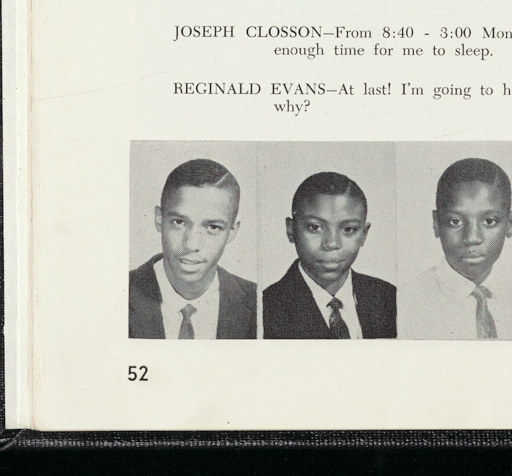 JOSEPH CLOSSON—From 8:40 - 3:00 Mon
enough time for me to sleep.
REGINALD EVANS—At last! I'm going to h
why?
52